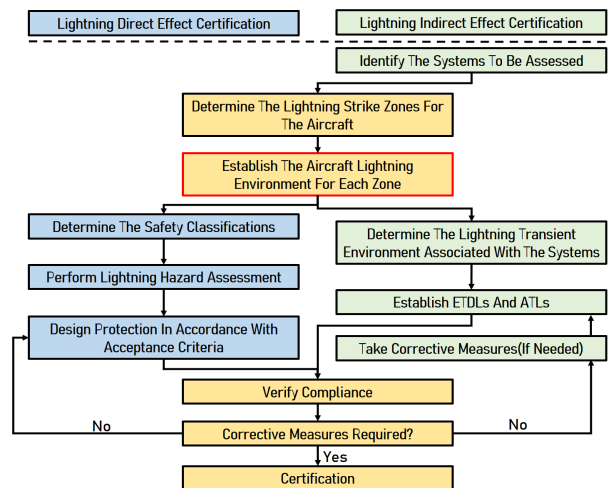 Lightning Direct Effect Certification
Lightning Indirect Effect Certification
Identify The Systems To Be Assessed
Determine The Lightning Strike Zones For
The Aircraft
Establish The Aircraft Lightning
Environment For Each Zone
Determine The Safety Classifications
Determine The Lightning Transient
Environment Associated With The Systems
Perform Lightning Hazard Assessment
Establish ETDLs And ATLs
Design Protection In Accordance With
Acceptance Criteria
Take Corrective Measures(If Needed)
Verify Compliance
No
Corrective Measures Required?
No
Yes
Certification